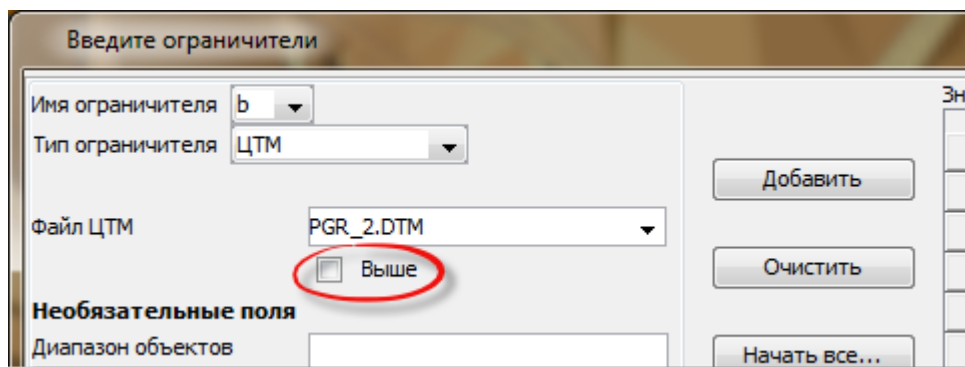 Введите ограничители
Имя ограничителя b
Тип ограничителя ЦТМ
Файл ЦТМ PGR_2.DTM
Выше
Необязательные поля
Диапазон объектов
Добавить
Очистить
Начать все...
Зн